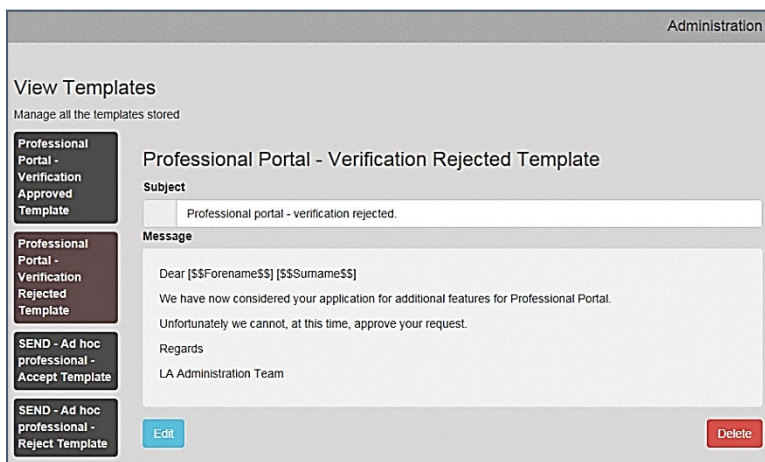 Administration
View Templates
Manage all the templates stored
Professional
Portal -
Verification
Approved
Template
Professional
Portal -
Verification
Rejected
Template
SEND - Ad hoc
professional -
Accept Template
SEND - Ad hoc
professional -
Reject Template
Professional Portal - Verification Rejected Template
Subject
Professional portal - verification rejected.
Message
Dear [$$Forename$$] [$$Surname$$]
We have now considered your application for additional features for Professional Portal.
Unfortunately we cannot, at this time, approve your request.
Regards
LA Administration Team
Edit
Delete